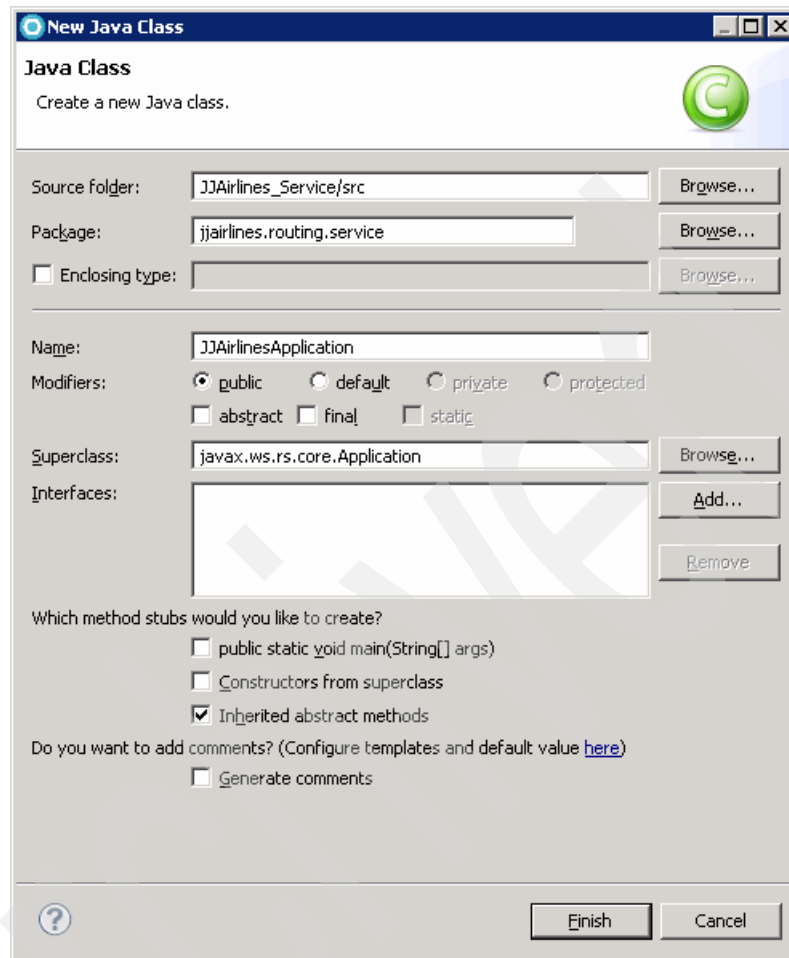 New Java Class
Java Class
Create a new Java class.
Source folder: JJAirlines_Service/src Browse...
Package: jjairlines.routing.service Browse...
Enclosing type: Browse...
Name: JJAirlinesApplication
Modifiers: public default private protected
abstract final static
Superclass: javax.ws.rs.core.Application Browse...
Interfaces: Add...
Remove
Which method stubs would you like to create?
public static void main(String[] args)
Constructors from superclass
Inherited abstract methods
Do you want to add comments? (Configure templates and default value here)
Generate comments
? Finish Cancel